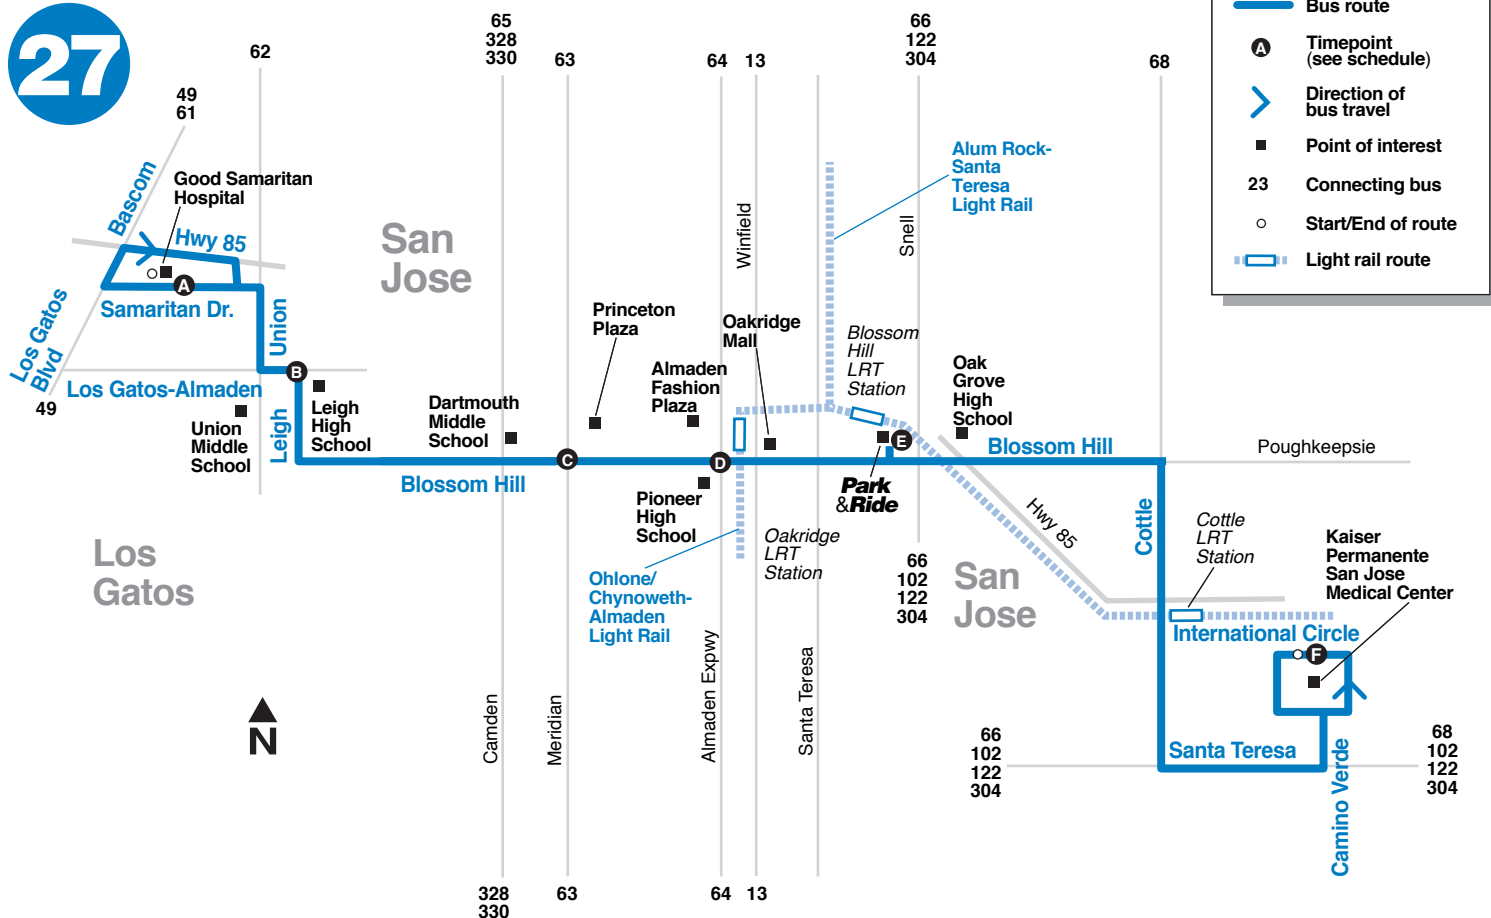 27
62
49
61
65
328
330
63
64
13
66
122
304
68
Bus route
A
Timepoint
(see schedule)
Direction of
bus travel
Point of interest
23
Connecting bus
Start/End of route
Light rail route
Bascom
Good Samaritan
Hospital
Hwy 85
A
Samaritan Dr.
Los Gatos
Blvd
49
Union
B
Los Gatos-Almaden
Union
Middle
School
Leigh
Leigh
High
School
San
Jose
Dartmouth
Middle
School
Blossom Hill
C
Princeton
Plaza
Almaden
Fashion
Plaza
D
Pioneer
High
School
Winfield
Oakridge
Mall
Oakridge
LRT
Station
Ohlone/
Chynoweth-
Almaden
Light Rail
Alum Rock-
Santa
Teresa
Light Rail
Snell
Blossom
Hill
LRT
Station
E
Park
&Ride
Oak
Grove
High
School
Blossom Hill
Poughkeepsie
Hwy 85
Cottle
Cottle
LRT
Station
Kaiser
Permanente
San Jose
Medical Center
International Circle
F
66
102
122
304
San
Jose
Los
Gatos
N
Camden
Meridian
Almaden Expwy
Santa Teresa
66
102
122
304
Santa Teresa
Camino Verde
68
102
122
304
328
330
63
64
13